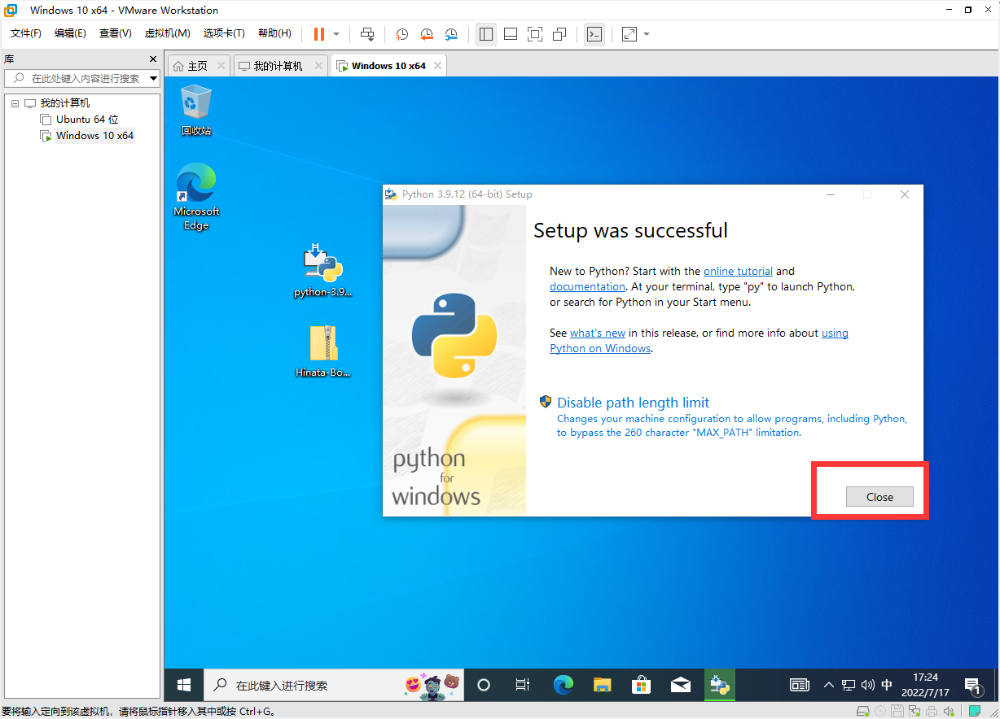 Windows 10 x64 - VMware Workstation
文件(F) 编辑(E) 查看(V) 虚拟机(M) 选项卡(T) 帮助(H)
库
在此处键入内容进行搜索
我的计算机
Ubuntu 64 位
Windows 10 x64
主页 我的计算机 Windows 10 x64
回收站
Microsoft
Edge
python-3.9...
Hinata-Bo...
Python 3.9.12 (64-bit) Setup
Setup was successful
New to Python? Start with the online tutorial and
documentation. At your terminal, type "py" to launch Python,
or search for Python in your Start menu.
See what's new in this release, or find more info about using
Python on Windows.
Disable path length limit
Changes your machine configuration to allow programs, including Python,
to bypass the 260 character "MAX_PATH" limitation.
python
for
windows
Close
在此键入进行搜索
中
17:24
2022/7/17
1
要将输入定向到该虚拟机，请将鼠标指针移入其中或按 Ctrl+G。